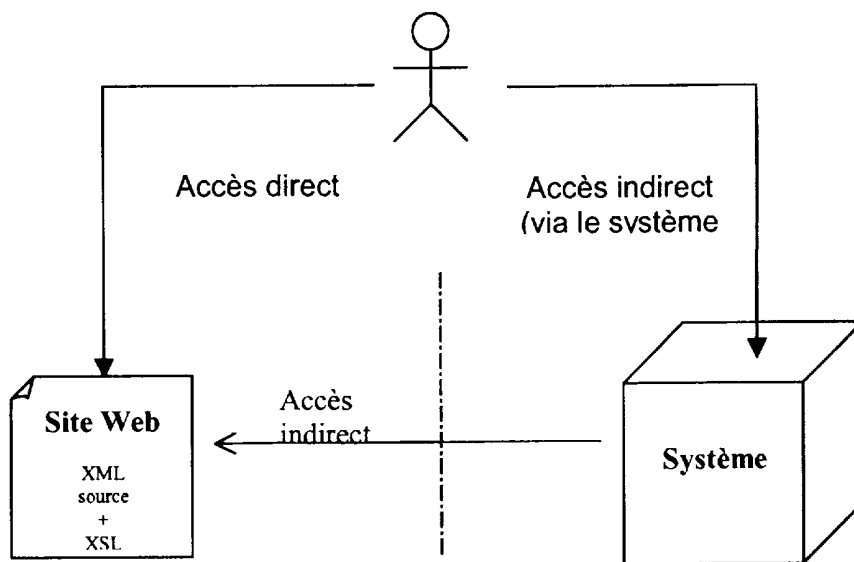 Accès direct
Accès indirect
(via le système
Accès
indirect
Site Web
XML
source
+
XSL
Système